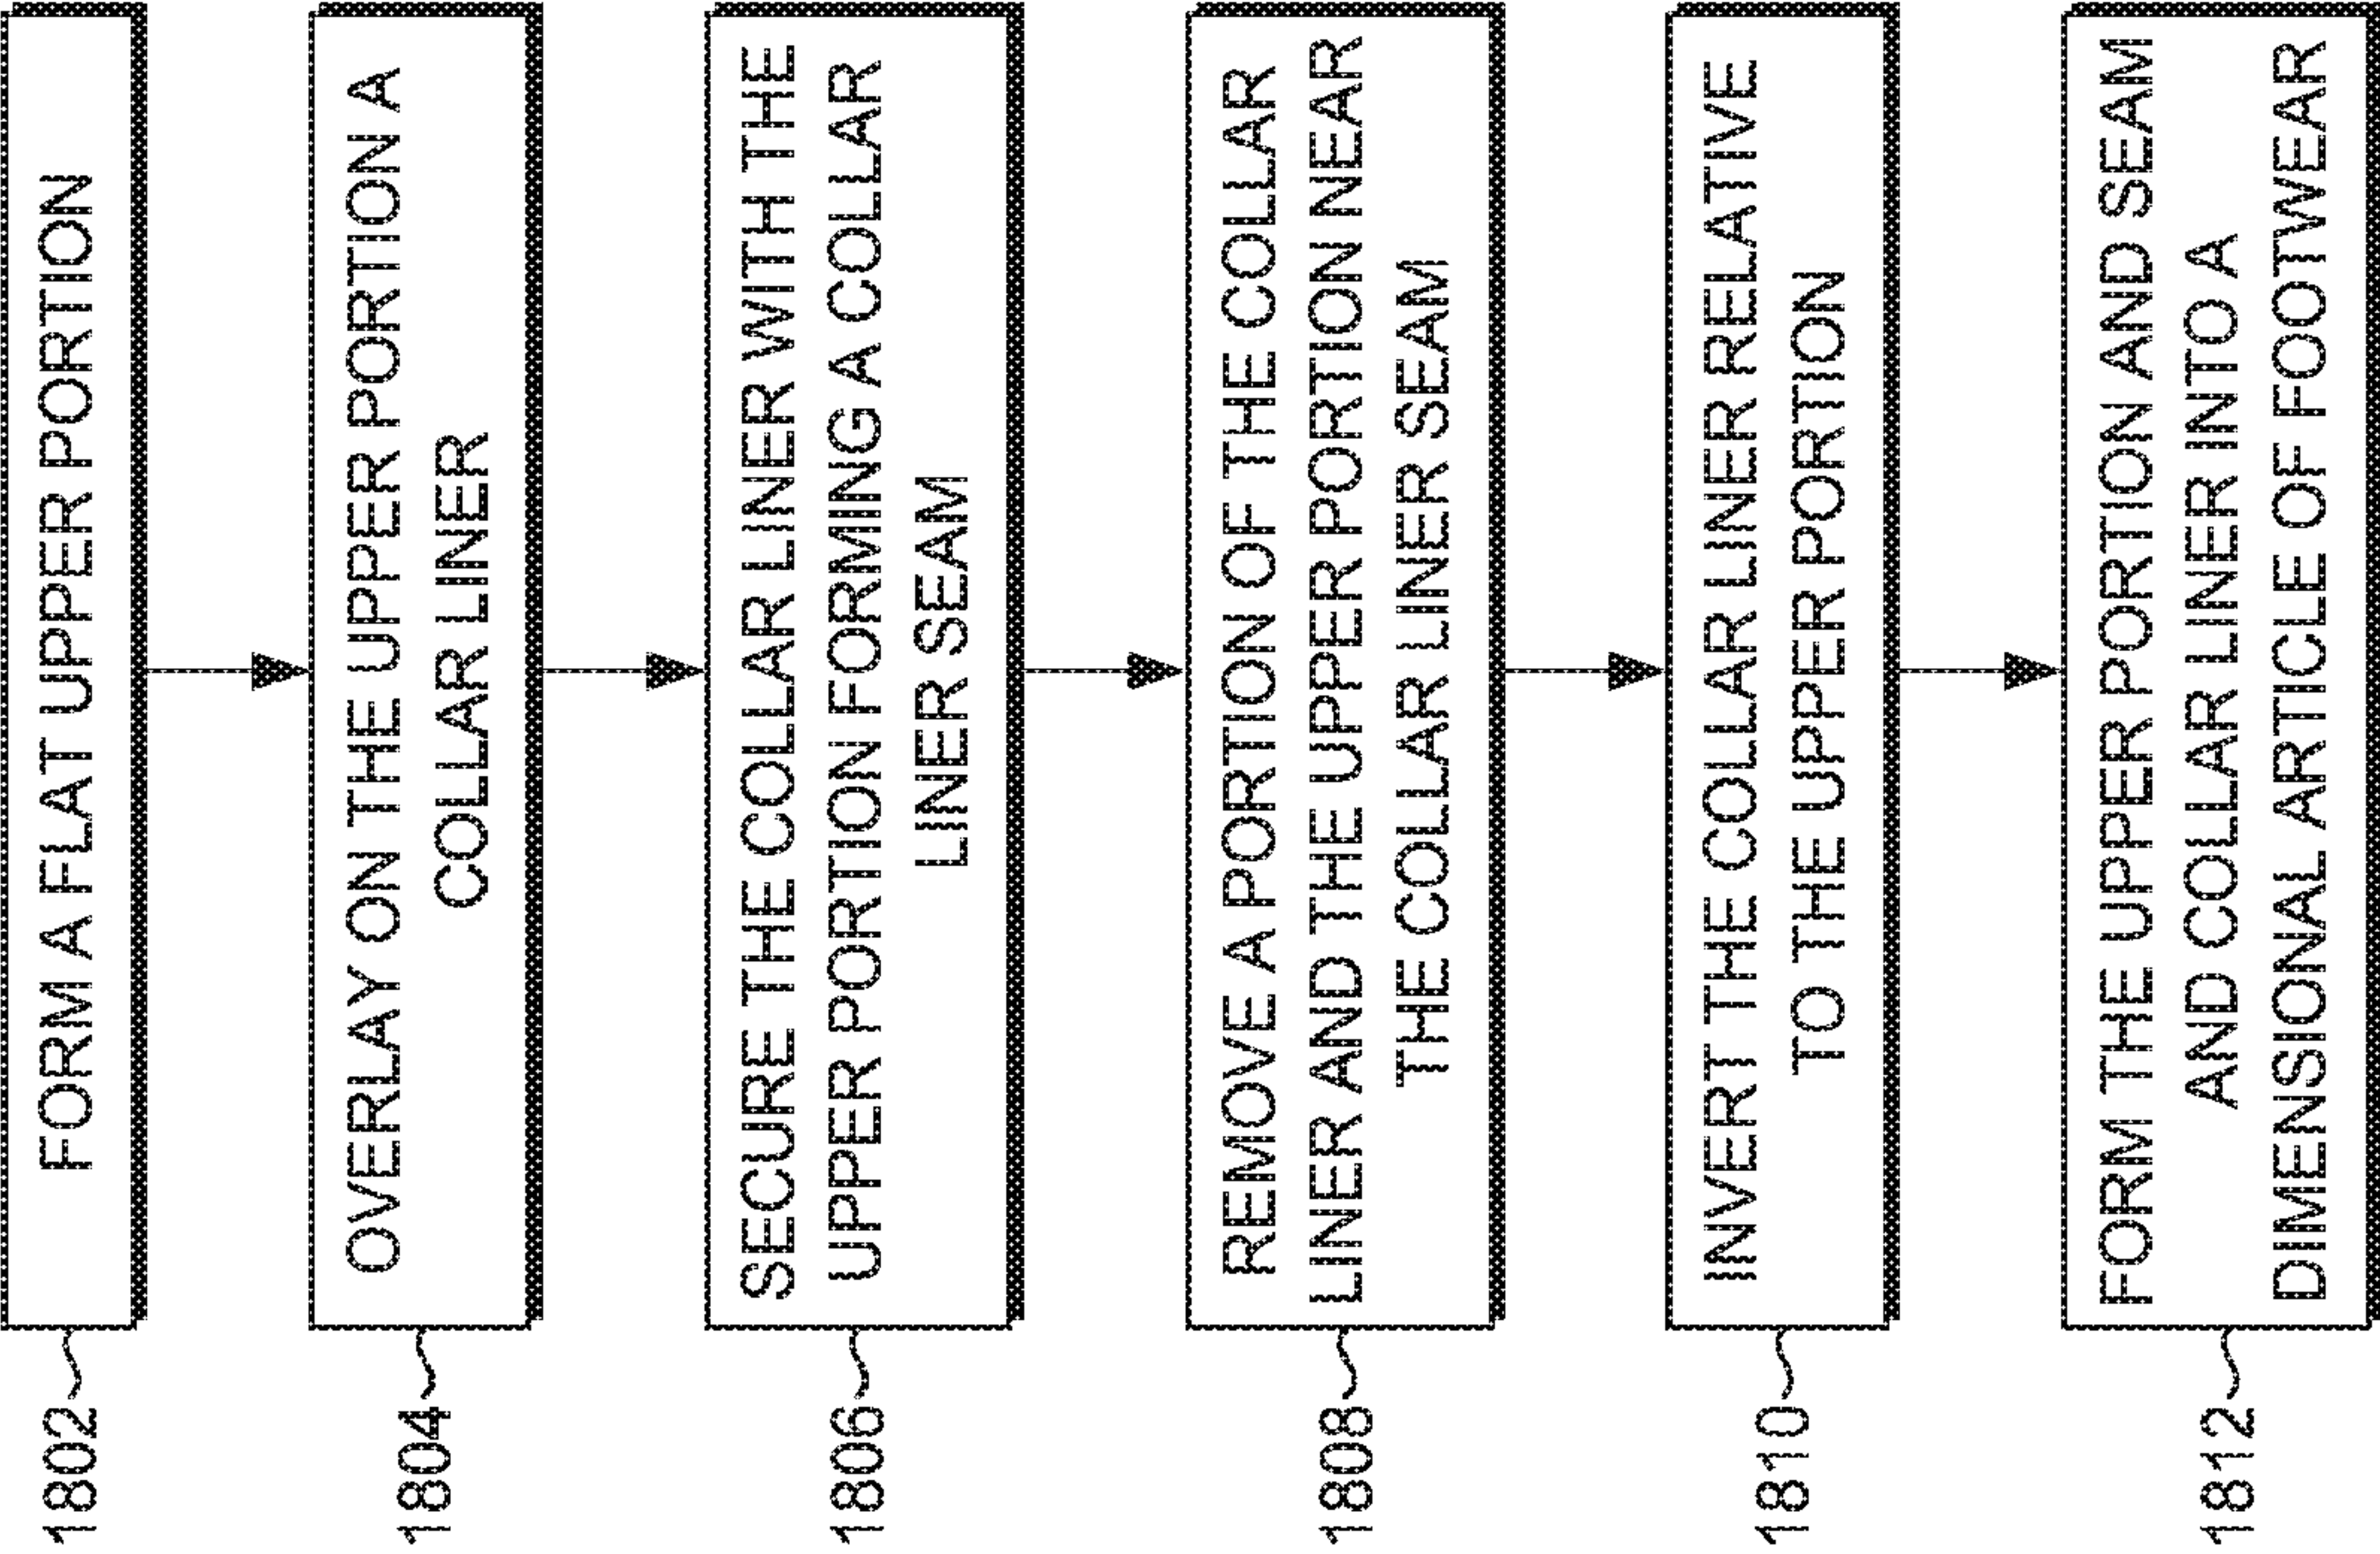 1802
FORM A FLAT UPPER PORTION
1804
OVERLAY ON THE UPPER PORTION A
COLLAR LINER
1806
SECURE THE COLLAR LINER WITH THE
UPPER PORTION FORMING A COLLAR
LINER SEAM
1808
REMOVE A PORTION OF THE COLLAR
LINER AND THE UPPER PORTION NEAR
THE COLLAR LINER SEAM
1810
INVERT THE COLLAR LINER RELATIVE
TO THE UPPER PORTION
1812
FORM THE UPPER PORTION AND SEAM
AND COLLAR LINER INTO A
DIMENSIONAL ARTICLE OF FOOTWEAR